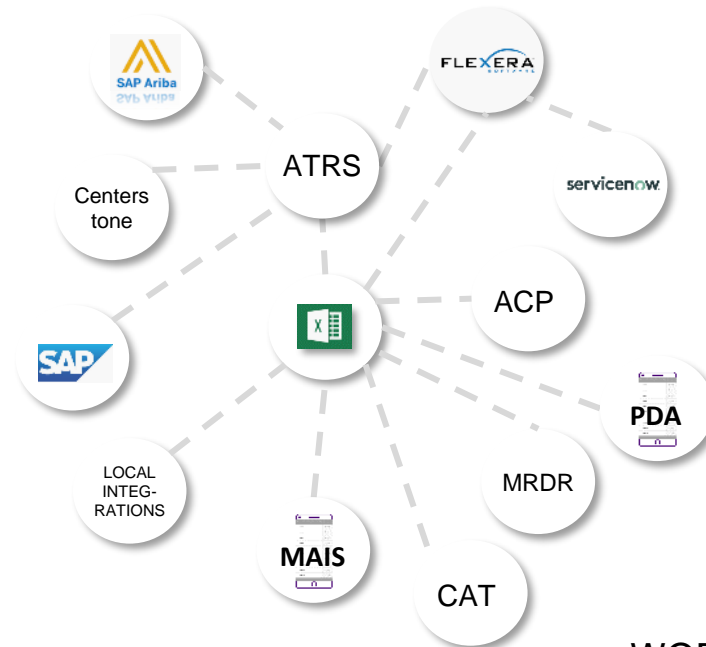 SAP Ariba
FLEXERA
ATRS
servicenow
Centers
tone
ACP
X
SAP
PDA
LOCAL
INTEG-
RATIONS
MRDR
MAIS
CAT